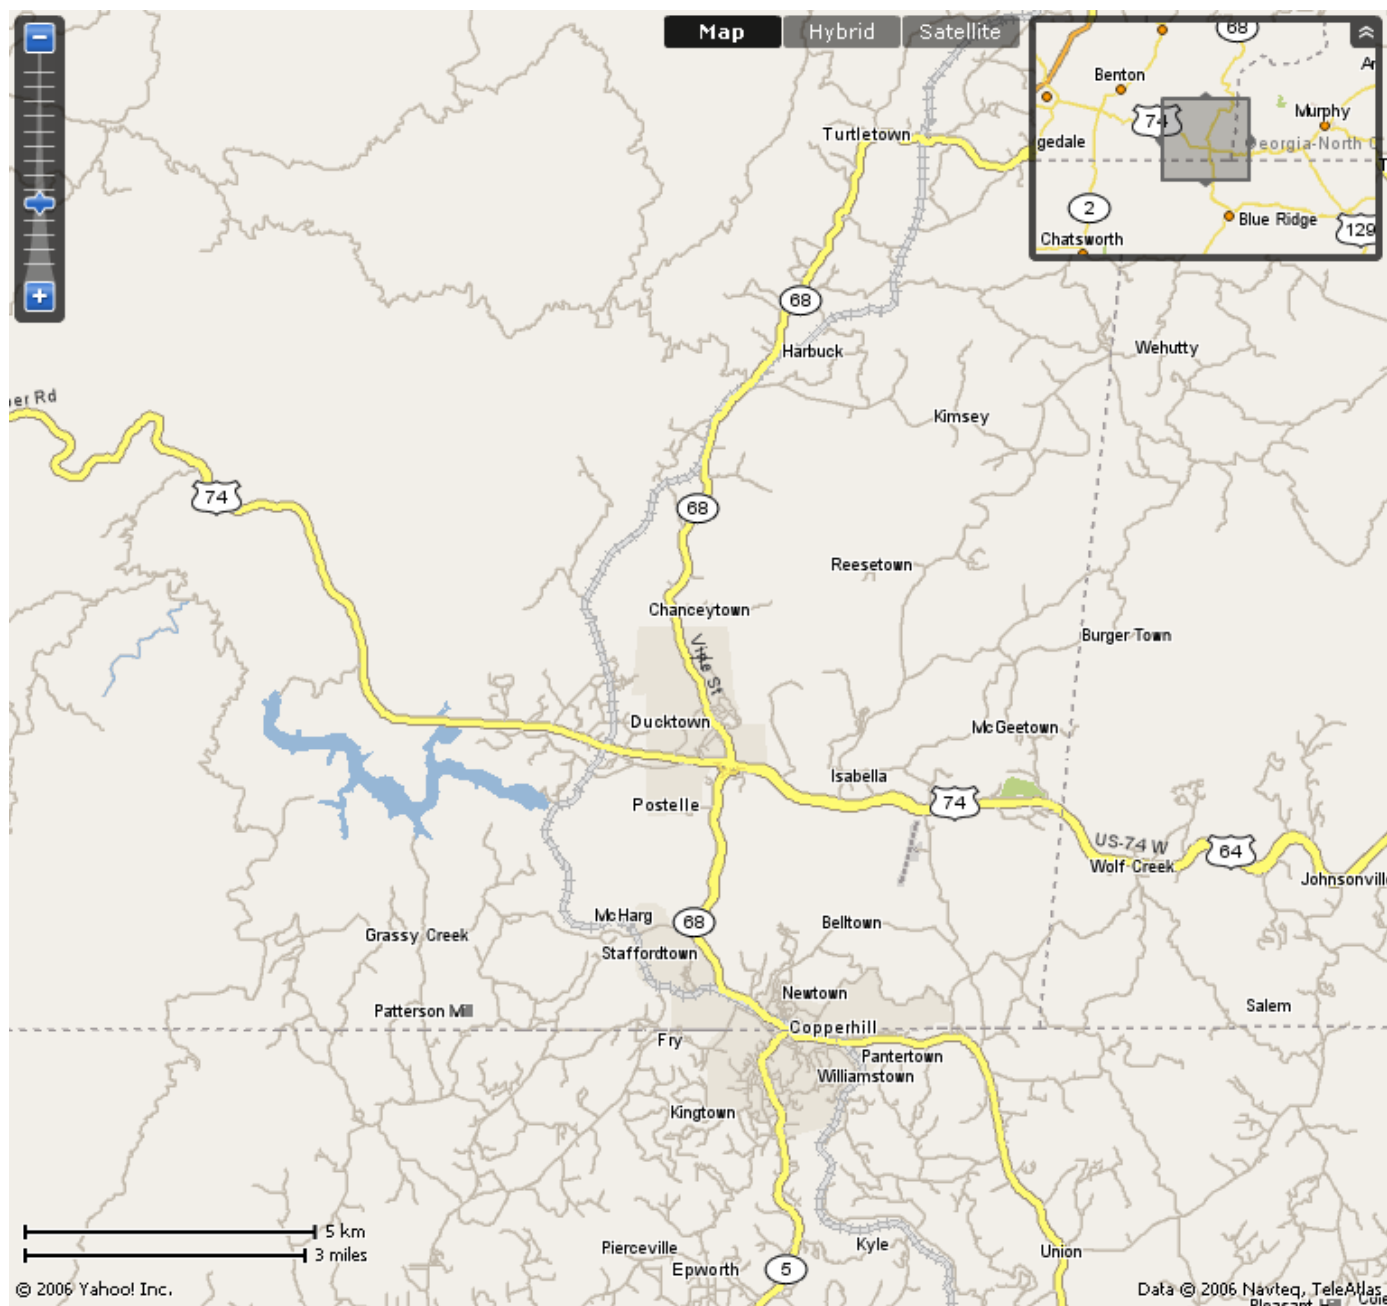 Map
Hybrid
Satellite
68
Benton
74
Murphy
gedale
Georgia-North C
2
Blue Ridge
129
Chatsworth
Turtletown
68
Harbuck
Wehutty
per Rd
Kimsey
74
68
Reesetown
Chanceytown
Burger Town
Vine St
Ducktown
McGeetown
Isabella
Postelle
74
US-74 W
64
Wolf Creek
Johnsonville
McHarg
68
Belltown
Grassy Creek
Staffordtown
Newtown
Salem
Patterson Mill
Copperhill
Fry
Pantertown
Williamstown
Kingtown
5 km
3 miles
Pierceville
Kyle
Union
Epworth
5
© 2006 Yahoo! Inc.
Data © 2006 Navteq, TeleAtlas